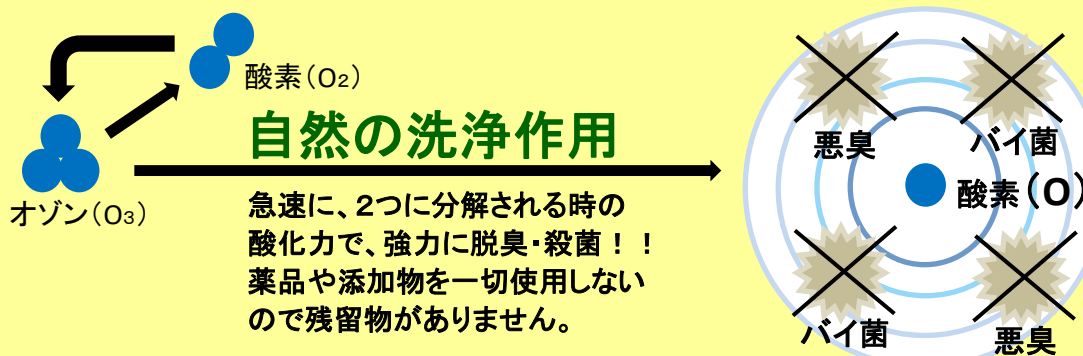 酸素（O₂）
オゾン（O₃）
自然の洗浄作用
急速に、２つに分解される時の
酸化力で、強力に脱臭・殺菌！！
薬品や添加物を一切使用しない
ので残留物がありません。
悪臭
バイ菌
酸素（O）
バイ菌
悪臭